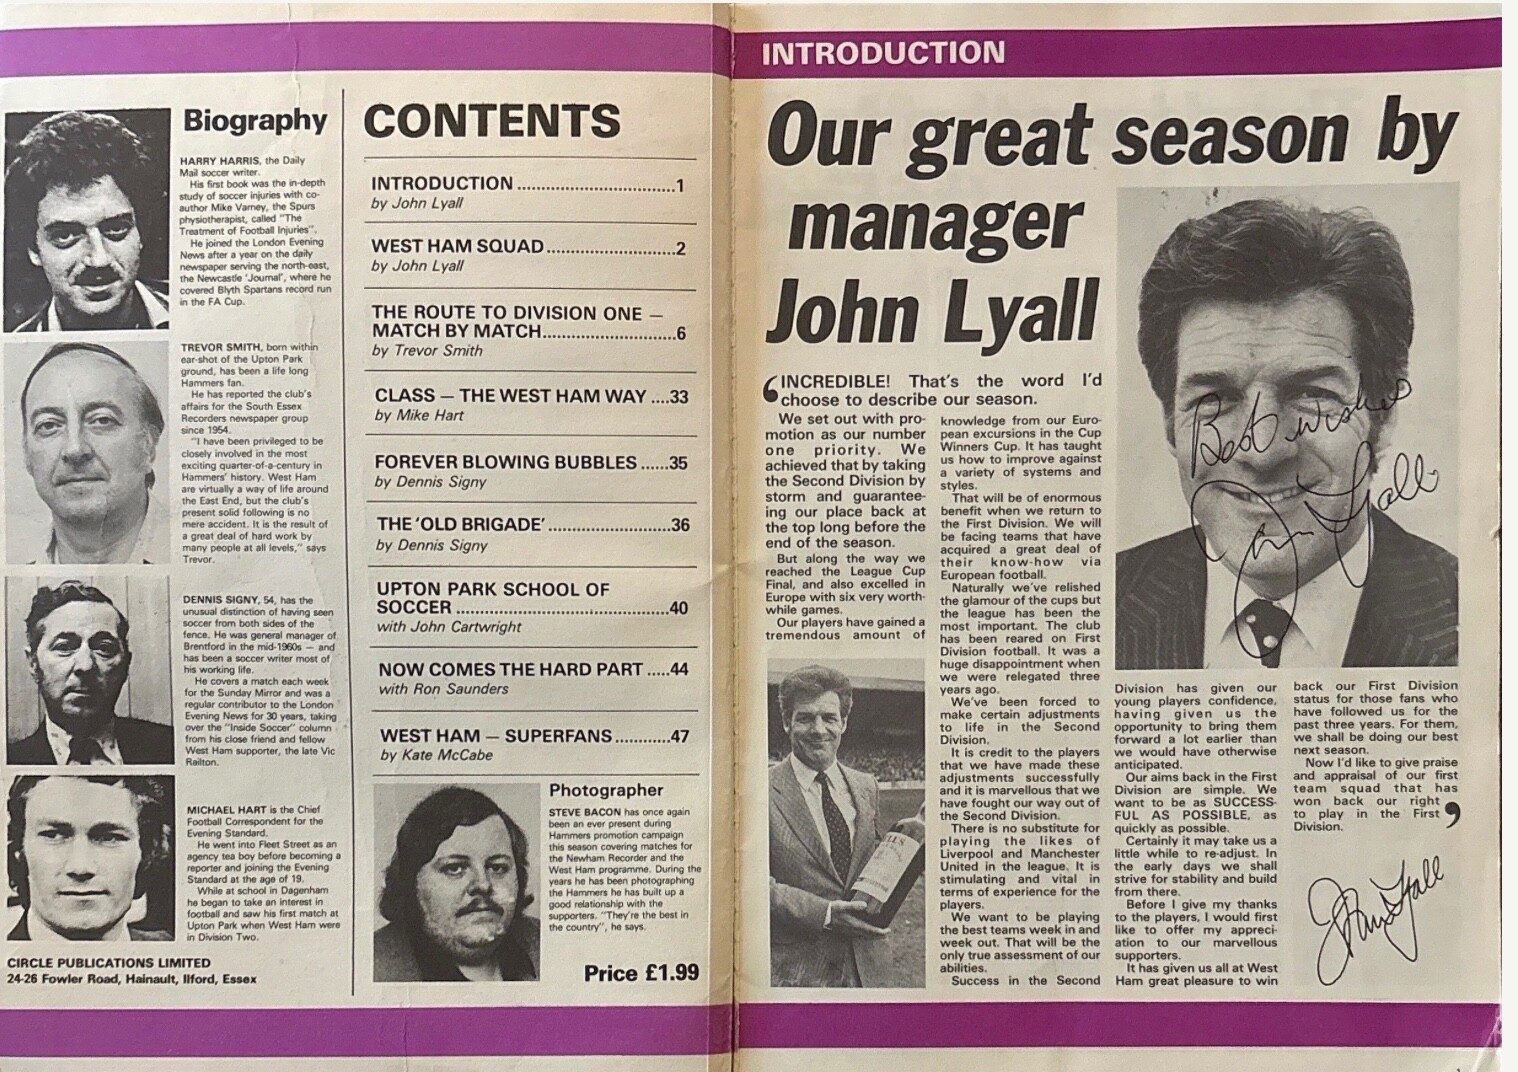 Biography
HARRY HARRIS, the Daily
Mail soccer writer.
His first book was the in-depth
study of soccer injuries with co-
author Mike Varney, the Spurs
physiotherapist, called "The
Treatment of Football Injuries".
He joined the London Evening
News after a year on the daily
newspaper serving the north-east,
the Newcastle 'Journal', where he
covered Blyth Spartans record run
in the FA Cup.
TREVOR SMITH, born within
ear-shot of the Upton Park
ground, has been a life long
Hammers fan.
He has reported the club's
affairs for the South Essex
Recorders newspaper group
since 1954.
"I have been privileged to be
closely involved in the most
exciting quarter-of-a-century in
Hammers' history. West Ham
are virtually a way of life around
the East End, but the club's
present solid following is no
mere accident. It is the result of
a great deal of hard work by
many people at all levels," says
Trevor.
DENNIS SIGNY, 54, has the
unusual distinction of having seen
soccer from both sides of the
fence. He was general manager of
Brentford in the mid-1960s — and
has been a soccer writer most of
his working life.
He covers a match each week
for the Sunday Mirror and was a
regular contributor to the London
Evening News for 30 years, taking
over the "Inside Soccer" column
from his close friend and fellow
West Ham supporter, the late Vic
Railton.
MICHAEL HART is the Chief
Football Correspondent for the
Evening Standard.
He went into Fleet Street as an
agency tea boy before becoming a
reporter and joining the Evening
Standard at the age of 19.
While at school in Dagenham
he began to take an interest in
football and saw his first match at
Upton Park when West Ham were
in Division Two.
CIRCLE PUBLICATIONS LIMITED
24-26 Fowler Road, Hainault, Ilford, Essex
CONTENTS
INTRODUCTION ................................1
by John Lyall
WEST HAM SQUAD..........................2
by John Lyall
THE ROUTE TO DIVISION ONE —
MATCH BY MATCH...........................6
by Trevor Smith
CLASS — THE WEST HAM WAY ....33
by Mike Hart
FOREVER BLOWING BUBBLES ......35
by Dennis Signy
THE 'OLD BRIGADE'.........................36
by Dennis Signy
UPTON PARK SCHOOL OF
SOCCER ...........................................40
with John Cartwright
NOW COMES THE HARD PART .....44
with Ron Saunders
WEST HAM — SUPERFANS............47
by Kate McCabe
Photographer
STEVE BACON has once again
been an ever present during
Hammers promotion campaign
this season covering matches for
the Newham Recorder and the
West Ham programme. During the
years he has been photographing
the Hammers he has built up a
good relationship with the
supporters. "They're the best in
the country", he says.
Price £1.99
INTRODUCTION
Our great season by
manager
John Lyall
‘INCREDIBLE! That's the word I'd
choose to describe our season.
We set out with pro-
motion as our number
one priority. We
achieved that by taking
the Second Division by
storm and guarantee-
ing our place back at
the top long before the
end of the season.
But along the way we
reached the League Cup
Final, and also excelled in
Europe with six very worth-
while games.
Our players have gained a
tremendous amount of
knowledge from our Euro-
pean excursions in the Cup
Winners Cup. It has taught
us how to improve against
a variety of systems and
styles.
That will be of enormous
benefit when we return to
the First Division. We will
be facing teams that have
acquired a great deal of
their know-how via
European football.
Naturally we've relished
the glamour of the cups but
the league has been the
most important. The club
has been reared on First
Division football. It was a
huge disappointment when
we were relegated three
years ago.
We've been forced to
make certain adjustments
to life in the Second
Division.
It is credit to the players
that we have made these
adjustments successfully
and it is marvellous that we
have fought our way out of
the Second Division.
There is no substitute for
playing the likes of
Liverpool and Manchester
United in the league. It is
stimulating and vital in
terms of experience for the
players.
We want to be playing
the best teams week in and
week out. That will be the
only true assessment of our
abilities.
Success in the Second
Division has given our
young players confidence,
having given us the
opportunity to bring them
forward a lot earlier than
we would have otherwise
anticipated.
Our aims back in the First
Division are simple. We
want to be as SUCCESS-
FUL AS POSSIBLE, as
quickly as possible.
Certainly it may take us a
little while to re-adjust. In
the early days we shall
strive for stability and build
from there.
Before I give my thanks
to the players, I would first
like to offer my appreci-
ation to our marvellous
supporters.
It has given us all at West
Ham great pleasure to win
back our First Division
status for those fans who
have followed us for the
past three years. For them,
we shall be doing our best
next season.
Now I'd like to give praise
and appraisal of our first
team squad that has
won back our right
to play in the First
Division.’
Best wishes
John Lyall
John Lyall